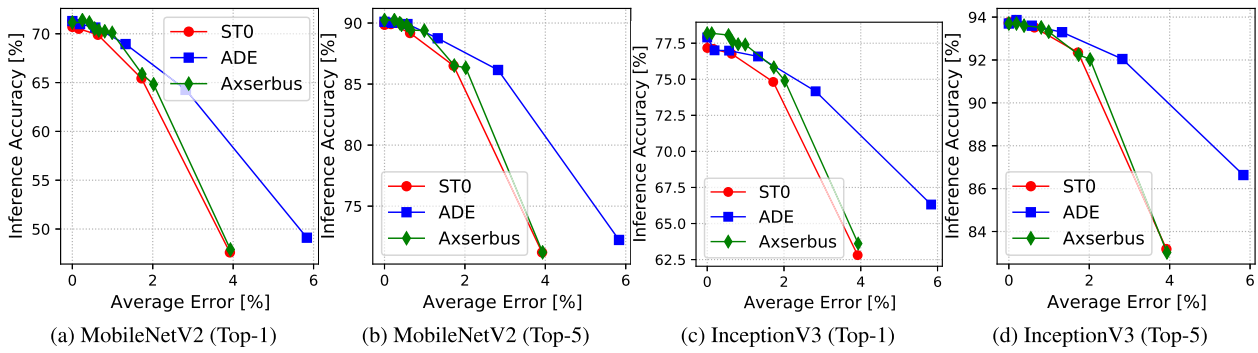 Inference Accuracy [%]
70
65
60
55
50
0
2
4
6
Average Error [%]
ST0
ADE
Axserbus
(a) MobileNetV2 (Top-1)
Inference Accuracy [%]
90
85
80
75
0
2
4
6
Average Error [%]
ST0
ADE
Axserbus
(b) MobileNetV2 (Top-5)
Inference Accuracy [%]
77.5
75.0
72.5
70.0
67.5
65.0
62.5
0
2
4
6
Average Error [%]
ST0
ADE
Axserbus
(c) InceptionV3 (Top-1)
Inference Accuracy [%]
94
92
90
88
86
84
0
2
4
6
Average Error [%]
ST0
ADE
Axserbus
(d) InceptionV3 (Top-5)